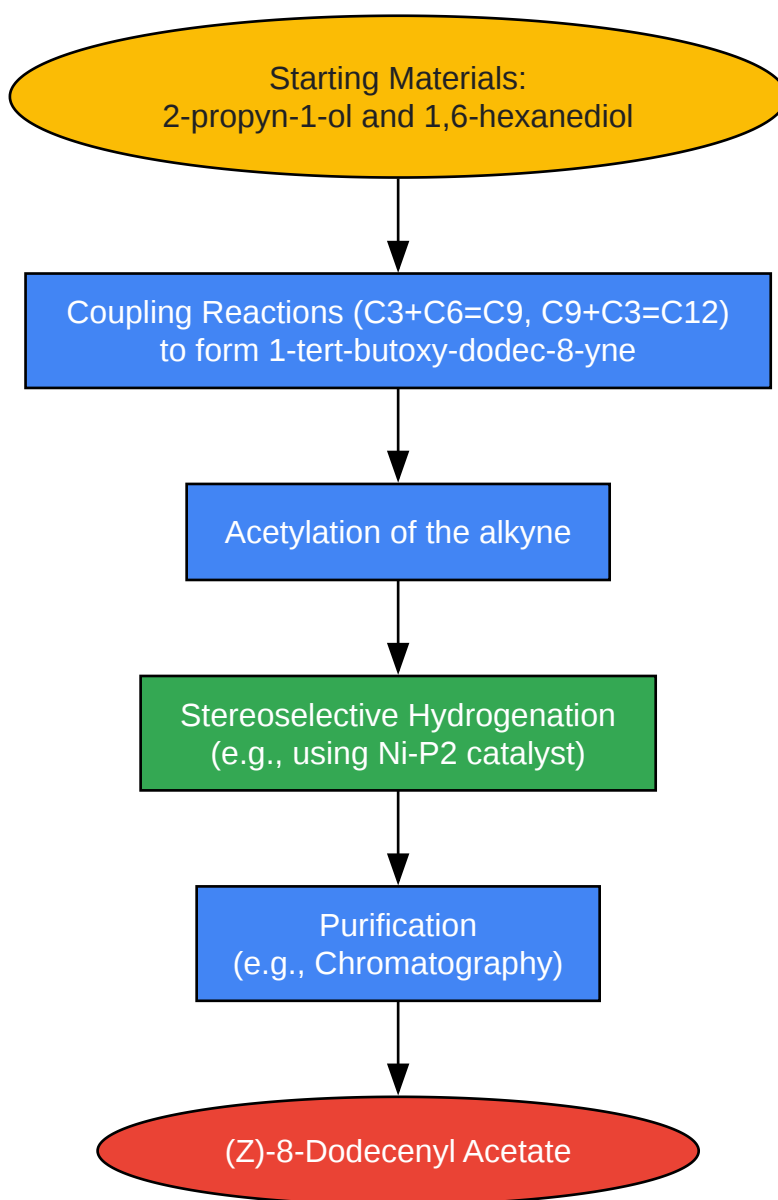 Starting Materials:
2-propyn-1-ol and 1,6-hexanediol
Coupling Reactions (C3+C6=C9, C9+C3=C12)
to form 1-tert-butoxy-dodec-8-yne
Acetylation of the alkyne
Stereoselective Hydrogenation
(e.g., using Ni-P2 catalyst)
Purification
(e.g., Chromatography)
(Z)-8-Dodecenyl Acetate